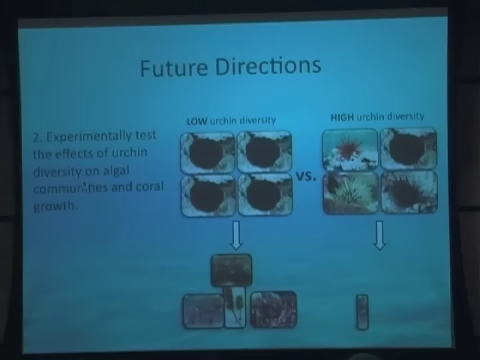 Future Directions
LOW urchin diversity
HIGH urchin diversity
2. Experimentally test
the effects of urchin
diversity on algal
communities and coral
growth.
vs.